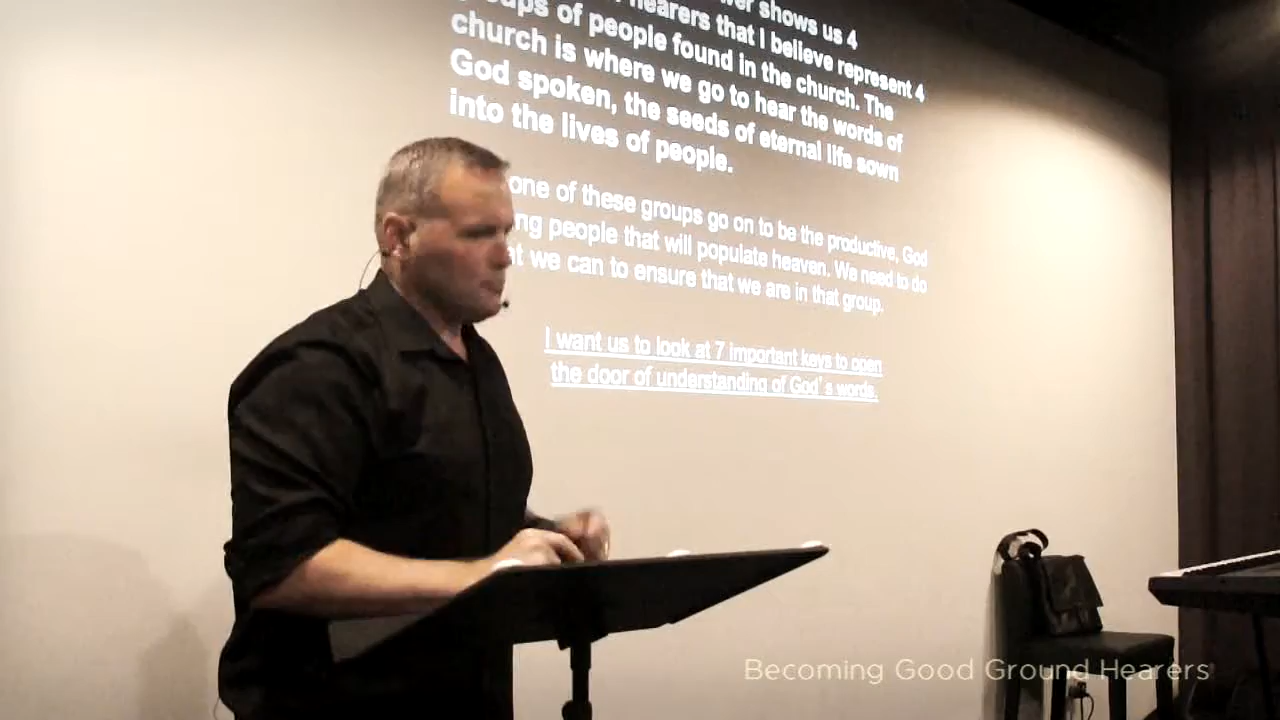 shows us 4
hearers that I believe represent 4
groups of people found in the church. The
church is where we go to hear the words of
God spoken, the seeds of eternal life sown
into the lives of people.
one of these groups go on to be the productive, God
people that will populate heaven. We need to do
we can to ensure that we are in that group.
I want us to look at 7 important keys to open
the door of understanding of God's words.
Becoming Good Ground Hearers